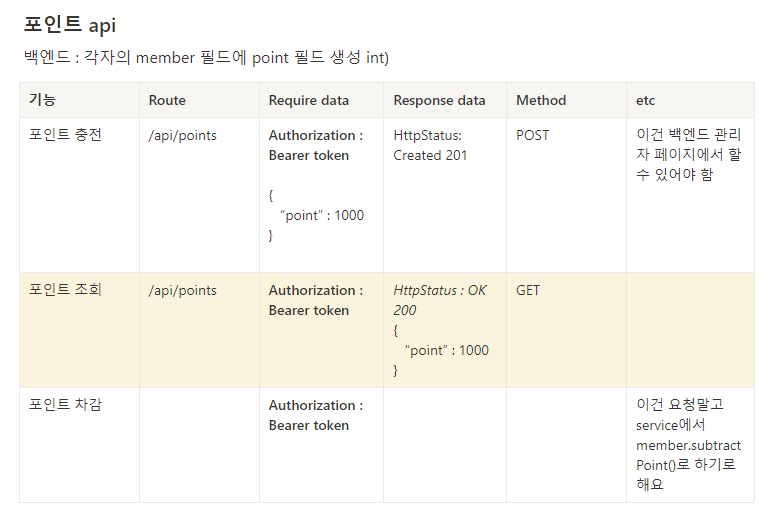 포인트 api
백엔드 : 각자의 member 필드에 point 필드 생성 int)
기능 Route Require data Response data Method etc
포인트 충전 /api/points Authorization : Bearer token HttpStatus: Created 201 POST 이건 백엔드 관리자 페이지에서 할 수 있어야 함
{
“point” : 1000
}
포인트 조회 /api/points Authorization : Bearer token HttpStatus : OK 200 GET
{
“point” : 1000
}
포인트 차감 Authorization : Bearer token 이건 요청말고 service에서 member.subtractPoint()로 하기로 해요